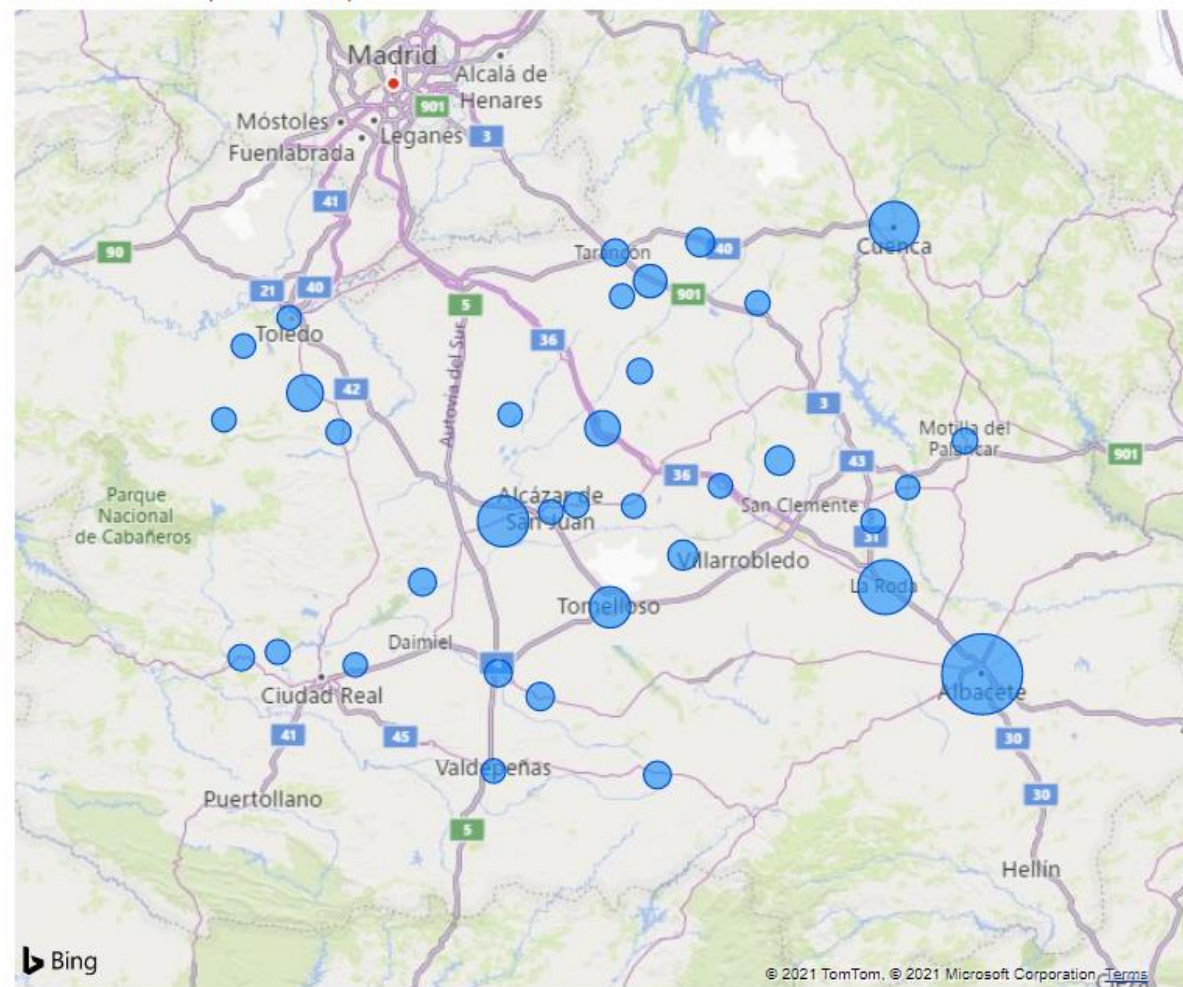 Madrid
Alcalá de
Henares
901
Móstoles
Leganés
3
Fuenlabrada
41
90
Tarancón
40
Cuenca
21
40
5
901
Toledo
36
42
Autovía del Sur
3
Motilla del
Palancar
901
43
36
Parque
Nacional
de Cabañeros
Alcázar de
San Juan
San Clemente
31
Villarrobledo
La Roda
Tomelloso
Daimiel
Ciudad Real
Albacete
41
45
30
Valdepeñas
Puertollano
30
5
Hellín
Bing
© 2021 TomTom, © 2021 Microsoft Corporation Terms